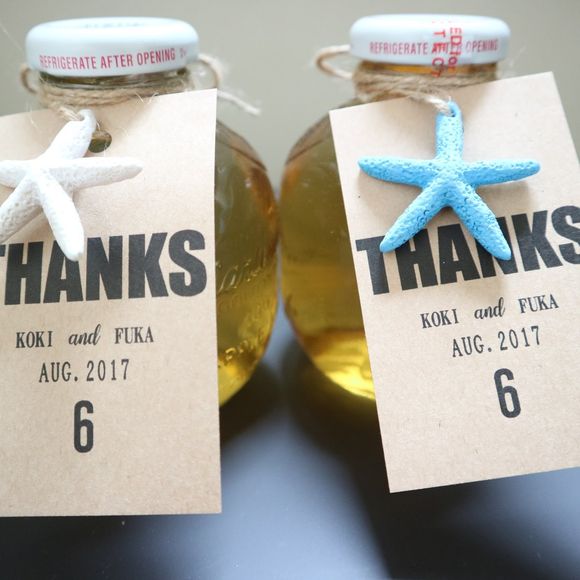 REFRIGERATE AFTER OPENING
THANKS
KOKI and FUKA
AUG. 2017
6
REFRIGERATE AFTER OPENING
THANKS
KOKI and FUKA
AUG. 2017
6